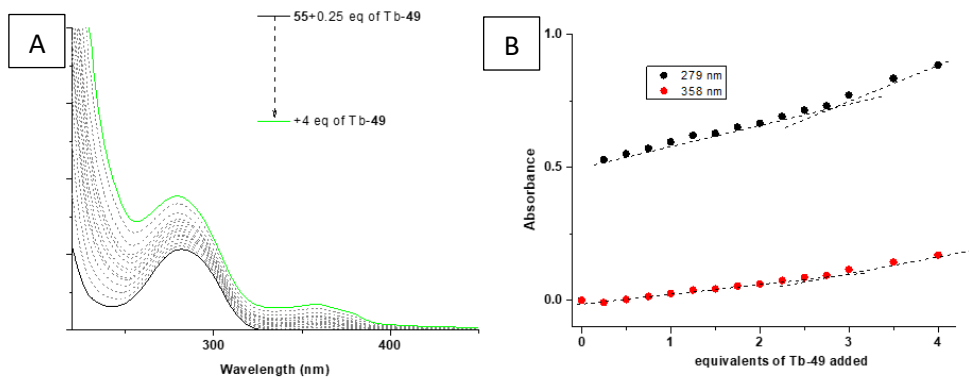 A
55+0.25 eq of Tb-49
+4 eq of Tb-49
300
400
Wavelength (nm)
B
1.0
279 nm
358 nm
0.5
Absorbance
0.0
0
1
2
3
4
equivalents of Tb-49 added